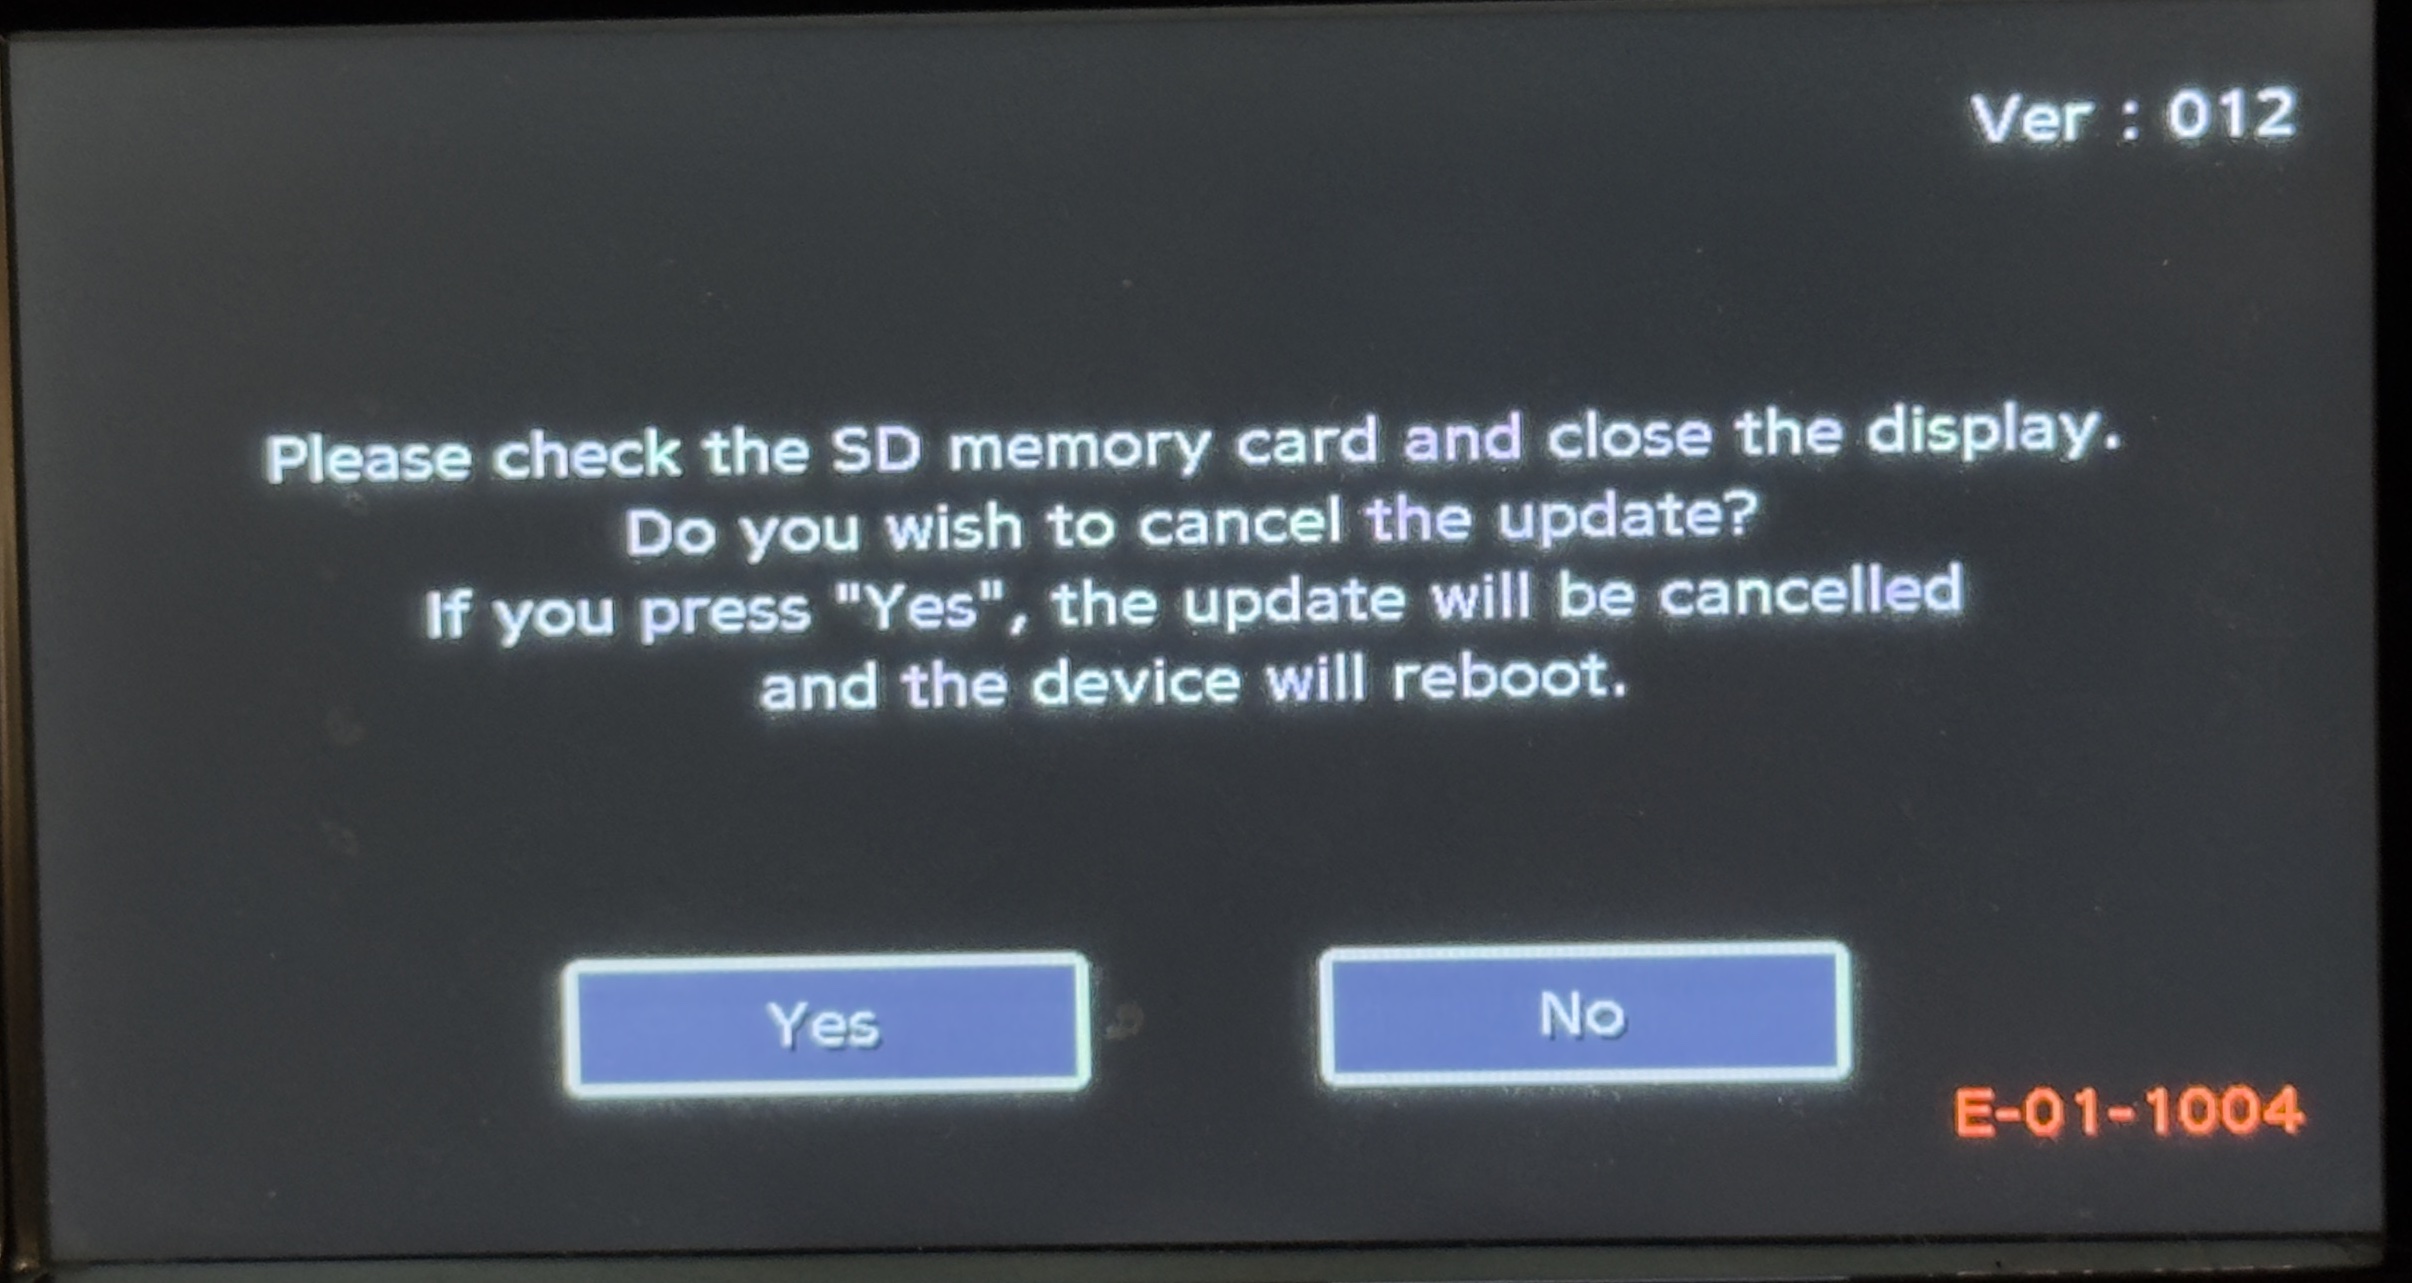 Ver : 012
Please check the SD memory card and close the display.
Do you wish to cancel the update?
If you press "Yes", the update will be cancelled
and the device will reboot.
Yes
No
E-01-1004